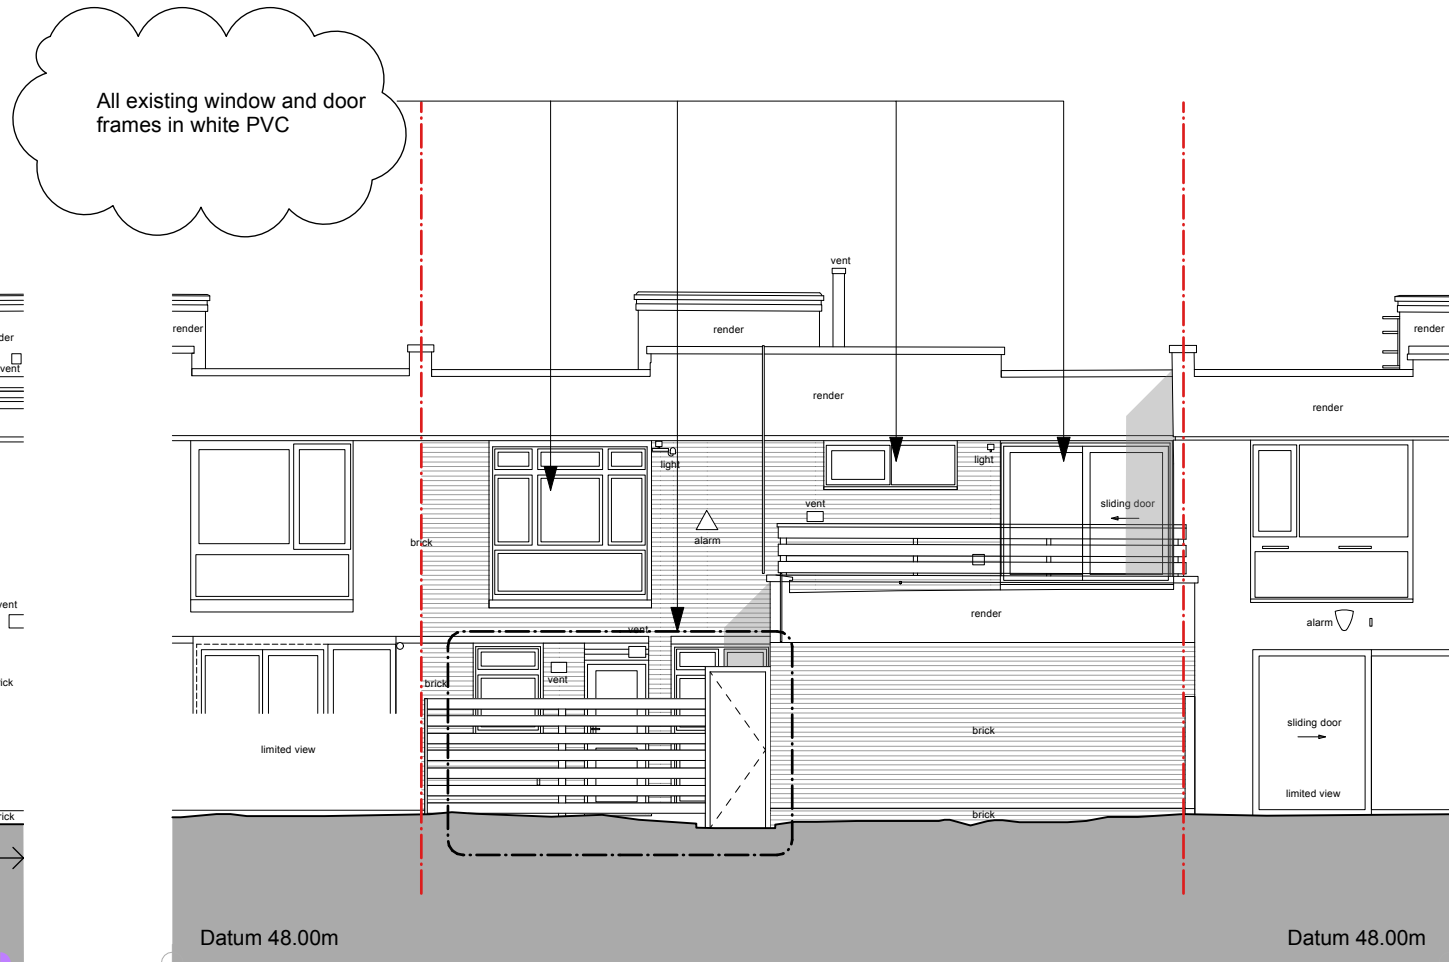 All existing window and door
frames in white PVC
vent
render
render
render
vent
render
render
brick
light
light
vent
sliding door
alarm
vent
render
alarm
vent
brick
vent
limited view
brick
sliding door
limited view
brick
Datum 48.00m
Datum 48.00m